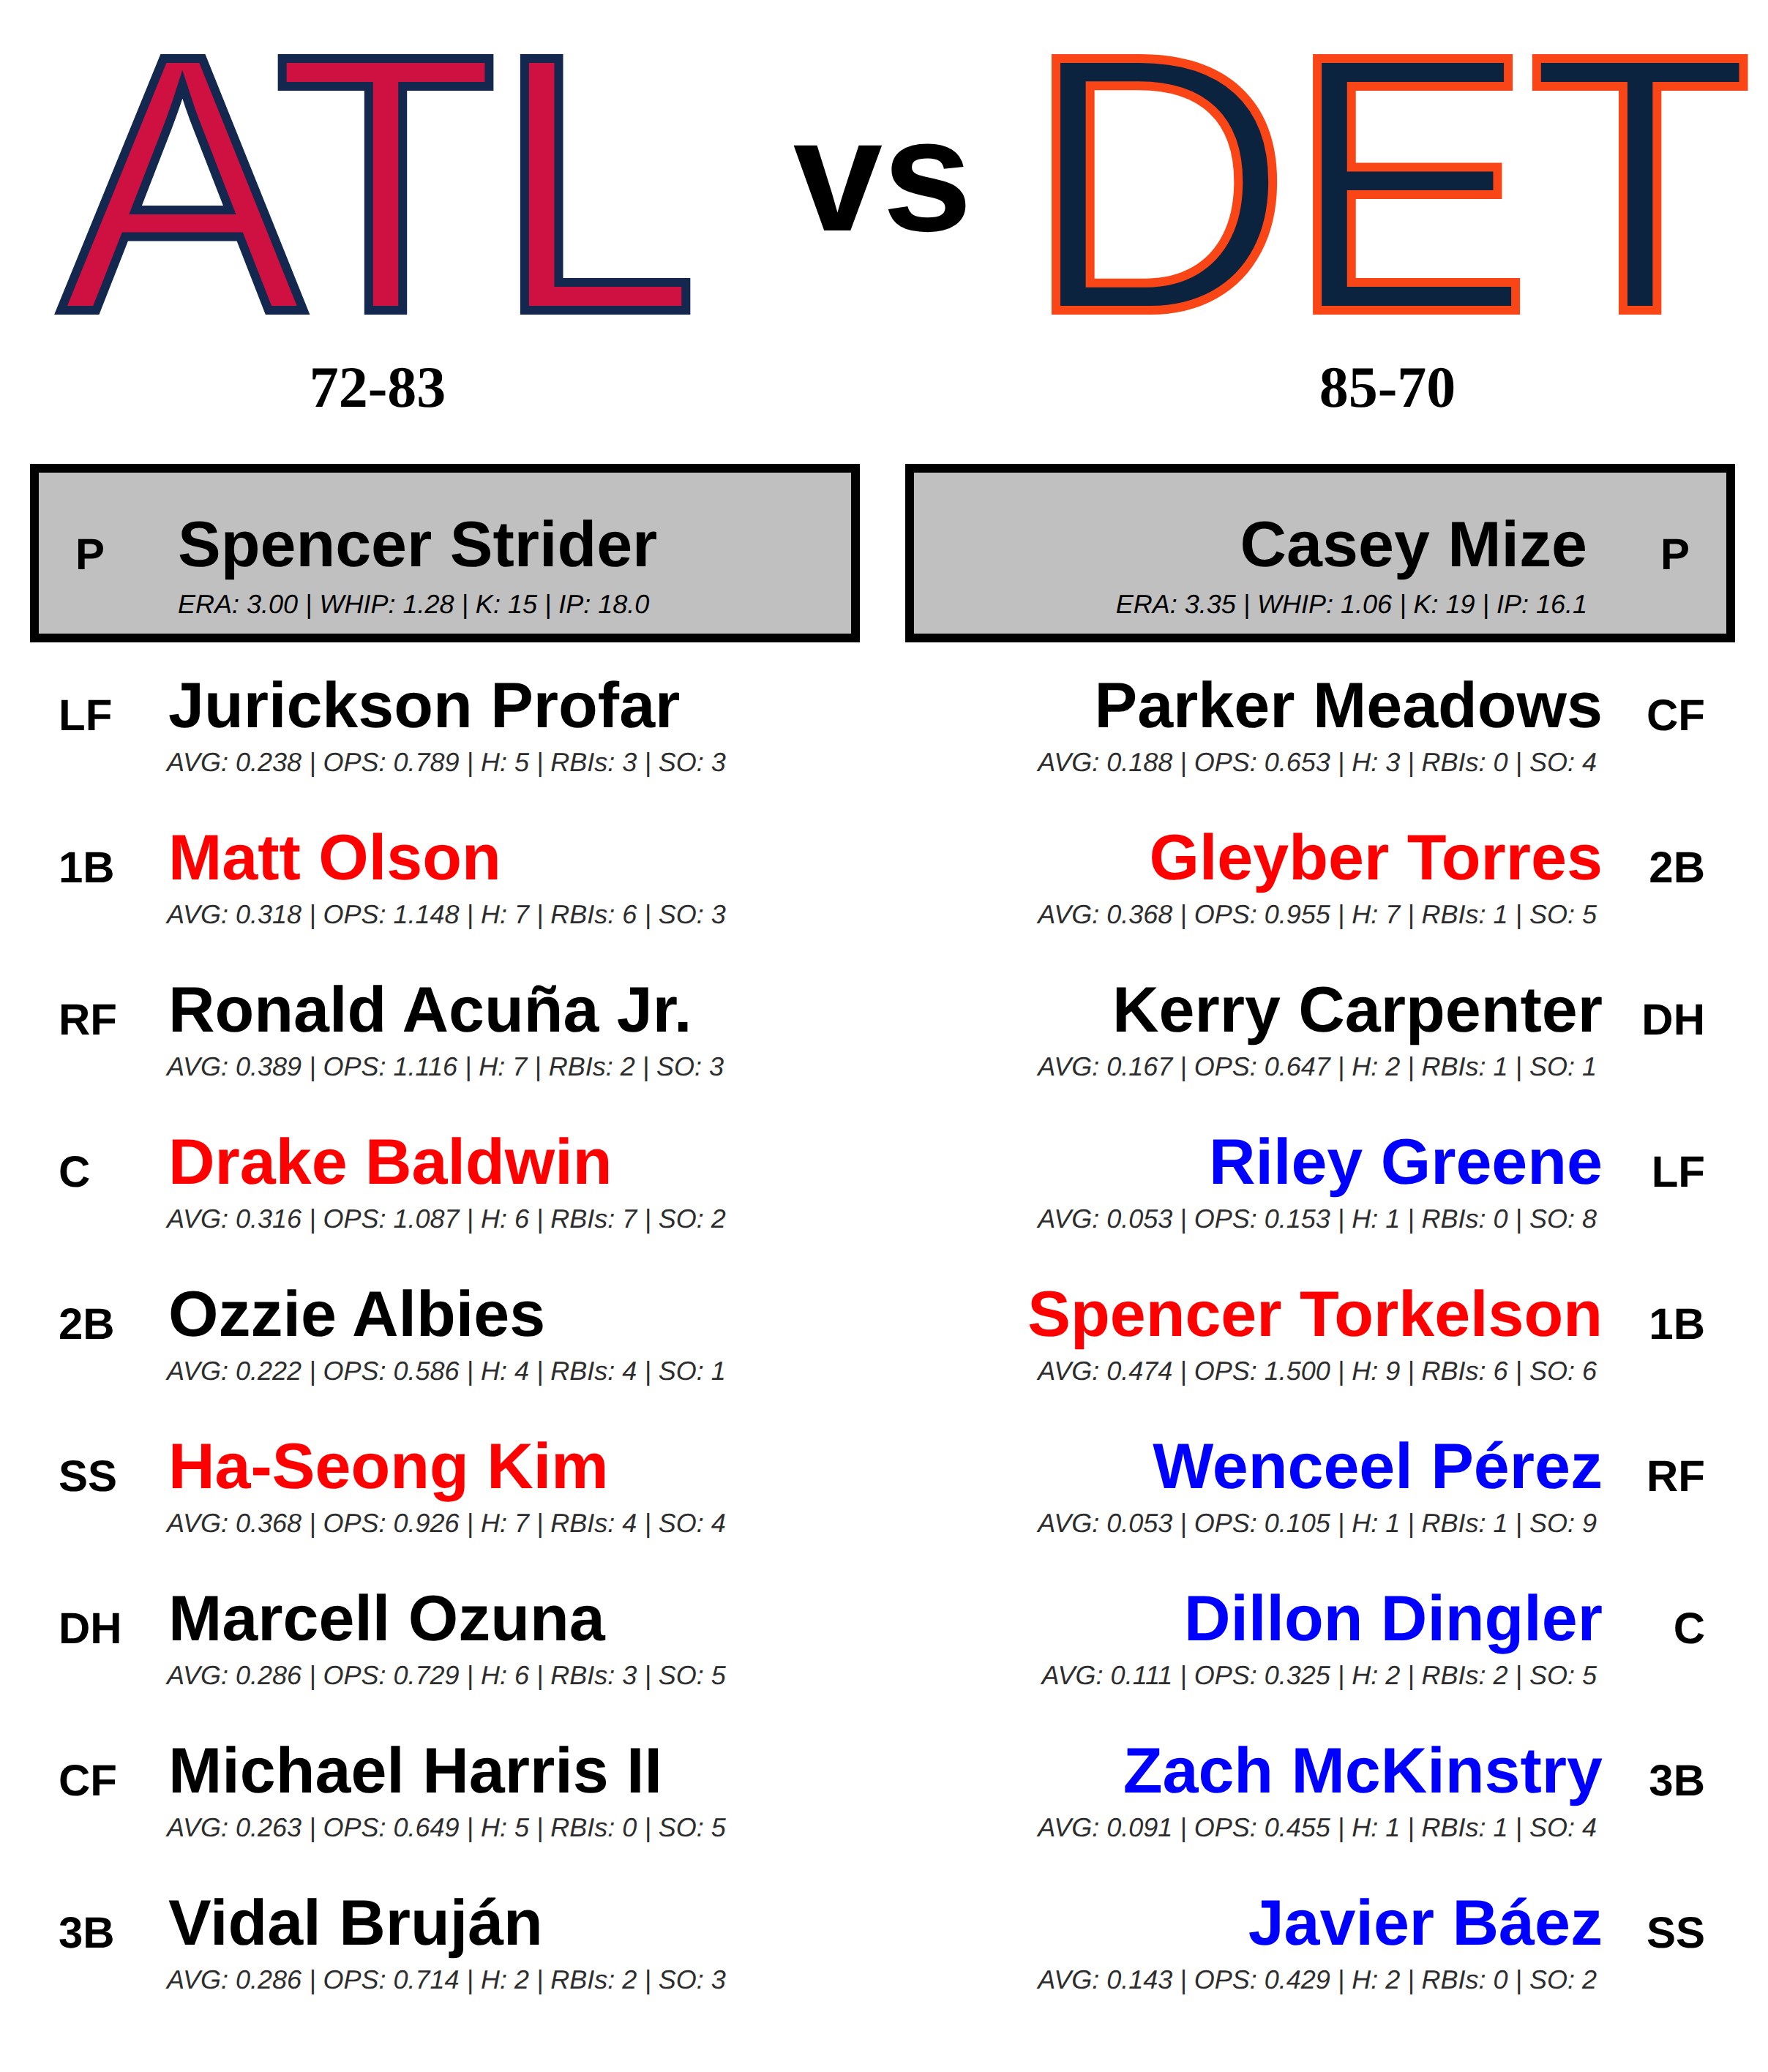 ATL vs DET
72-83 85-70
P Spencer Strider
ERA: 3.00 | WHIP: 1.28 | K: 15 | IP: 18.0
Casey Mize P
ERA: 3.35 | WHIP: 1.06 | K: 19 | IP: 16.1
LF Jurickson Profar
AVG: 0.238 | OPS: 0.789 | H: 5 | RBIs: 3 | SO: 3
1B Matt Olson
AVG: 0.318 | OPS: 1.148 | H: 7 | RBIs: 6 | SO: 3
RF Ronald Acuña Jr.
AVG: 0.389 | OPS: 1.116 | H: 7 | RBIs: 2 | SO: 3
C Drake Baldwin
AVG: 0.316 | OPS: 1.087 | H: 6 | RBIs: 7 | SO: 2
2B Ozzie Albies
AVG: 0.222 | OPS: 0.586 | H: 4 | RBIs: 4 | SO: 1
SS Ha-Seong Kim
AVG: 0.368 | OPS: 0.926 | H: 7 | RBIs: 4 | SO: 4
DH Marcell Ozuna
AVG: 0.286 | OPS: 0.729 | H: 6 | RBIs: 3 | SO: 5
CF Michael Harris II
AVG: 0.263 | OPS: 0.649 | H: 5 | RBIs: 0 | SO: 5
3B Vidal Bruján
AVG: 0.286 | OPS: 0.714 | H: 2 | RBIs: 2 | SO: 3
Parker Meadows CF
AVG: 0.188 | OPS: 0.653 | H: 3 | RBIs: 0 | SO: 4
Gleyber Torres 2B
AVG: 0.368 | OPS: 0.955 | H: 7 | RBIs: 1 | SO: 5
Kerry Carpenter DH
AVG: 0.167 | OPS: 0.647 | H: 2 | RBIs: 1 | SO: 1
Riley Greene LF
AVG: 0.053 | OPS: 0.153 | H: 1 | RBIs: 0 | SO: 8
Spencer Torkelson 1B
AVG: 0.474 | OPS: 1.500 | H: 9 | RBIs: 6 | SO: 6
Wenceel Pérez RF
AVG: 0.053 | OPS: 0.105 | H: 1 | RBIs: 1 | SO: 9
Dillon Dingler C
AVG: 0.111 | OPS: 0.325 | H: 2 | RBIs: 2 | SO: 5
Zach McKinstry 3B
AVG: 0.091 | OPS: 0.455 | H: 1 | RBIs: 1 | SO: 4
Javier Báez SS
AVG: 0.143 | OPS: 0.429 | H: 2 | RBIs: 0 | SO: 2